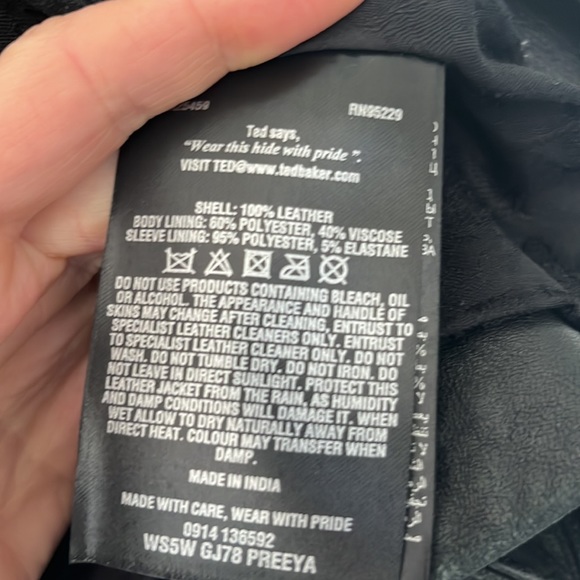 RN95229
Ted says,
"Wear this hide with pride".
VISIT TED@www.tedbaker.com
SHELL: 100% LEATHER
BODY LINING: 60% POLYESTER, 40% VISCOSE
SLEEVE LINING: 95% POLYESTER, 5% ELASTANE
DO NOT USE PRODUCTS CONTAINING BLEACH, OIL
OR ALCOHOL. THE APPEARANCE AND HANDLE OF
SKINS MAY CHANGE AFTER CLEANING, ENTRUST TO
SPECIALIST LEATHER CLEANERS ONLY. ENTRUST
TO SPECIALIST LEATHER CLEANER ONLY. DO NOT
WASH. DO NOT TUMBLE DRY. DO NOT IRON. DO
NOT LEAVE IN DIRECT SUNLIGHT. PROTECT THIS
LEATHER JACKET FROM THE RAIN, AS HUMIDITY
AND DAMP CONDITIONS WILL DAMAGE IT. WHEN
WET ALLOW TO DRY NATURALLY AWAY FROM
DIRECT HEAT. COLOUR MAY TRANSFER WHEN
DAMP.
MADE IN INDIA
MADE WITH CARE, WEAR WITH PRIDE
0914 136592
WS5W GJ78 PREEYA